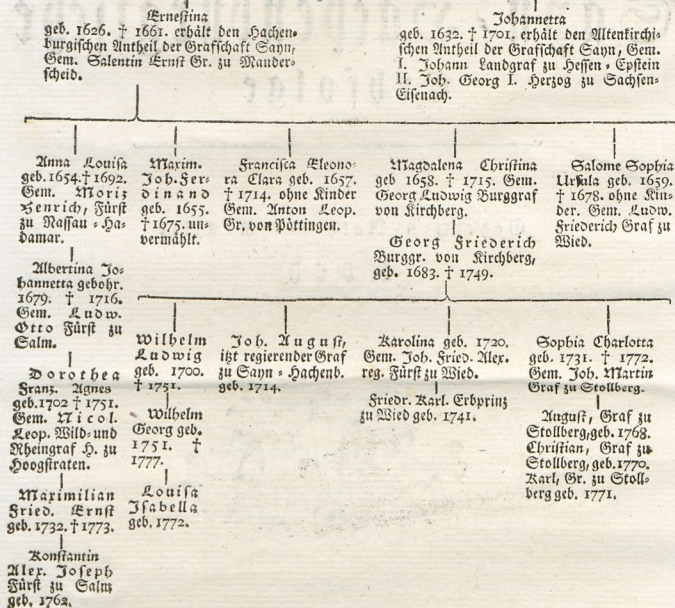 Ernestina
geb. 1626. † 1661. erhält den Hachen-
burgischen Antheil der Grafschaft Sayn,
Gem. Salentin Ernst Gr. zu Mander-
scheid.
Johannetta
geb. 1632. † 1701. erhält den Altenkirchi-
schen Antheil der Grafschaft Sayn, Gem.
I. Johann Landgraf zu Hessen-Epstein
II. Joh. Georg I. Herzog zu Sachsen-
Eisenach.
Anna Louisa
geb. 1654. † 1692.
Gem. Moriz
Henrich, Fürst
zu Nassau-Ha-
damar.
Albertina Jo-
hannetta gebohr.
1679. † 1716.
Gem. Ludw.
Otto Fürst zu
Salm.
Dorothea
Franz. Agnes
geb. 1702 † 1751.
Gem. Nicol.
Leop. Wild- und
Rheingraf H. zu
Hoogstraten.
Maximilian
Fried. Ernst
geb. 1732. † 1773.
Konstantin
Alex. Joseph
Fürst zu Salm
geb. 1762.
Maxim.
Joh. Fer-
dinand
geb. 1655.
† 1675. un-
vermählt.
Francisca Eleono-
ra Clara geb. 1657.
† 1714. ohne Kinder
Gem. Anton Leop.
Gr. von Pöttingen.
Magdalena Christina
geb 1658. † 1715. Gem.
Georg Ludwig Burggraf
von Kirchberg.
Georg Friederich
Burggr. von Kirchberg,
geb. 1683. † 1749.
Salome Sophia
Ursula geb. 1659.
† 1678. ohne Kin-
der. Gem. Ludw.
Friederich Graf zu
Wied.
Wilhelm
Ludwig
geb. 1700.
† 1751.
Wilhelm
Georg geb.
1751. †
1777.
Louisa
Isabella
geb. 1772.
Joh. August,
itzt regierender Graf
zu Sayn-Hachenb.
geb. 1714.
Karolina geb. 1720.
Gem. Joh. Fried. Alex.
reg. Fürst zu Wied.
Friedr. Karl. Erbprinz
zu Wied geb. 1741.
Sophia Charlotta
geb. 1731. † 1772.
Gem. Joh. Martin
Graf zu Stollberg.
August, Graf zu
Stollberg, geb. 1768.
Christian, Graf zu
Stollberg, geb. 1770.
Karl, Gr. zu Stoll-
berg geb. 1771.